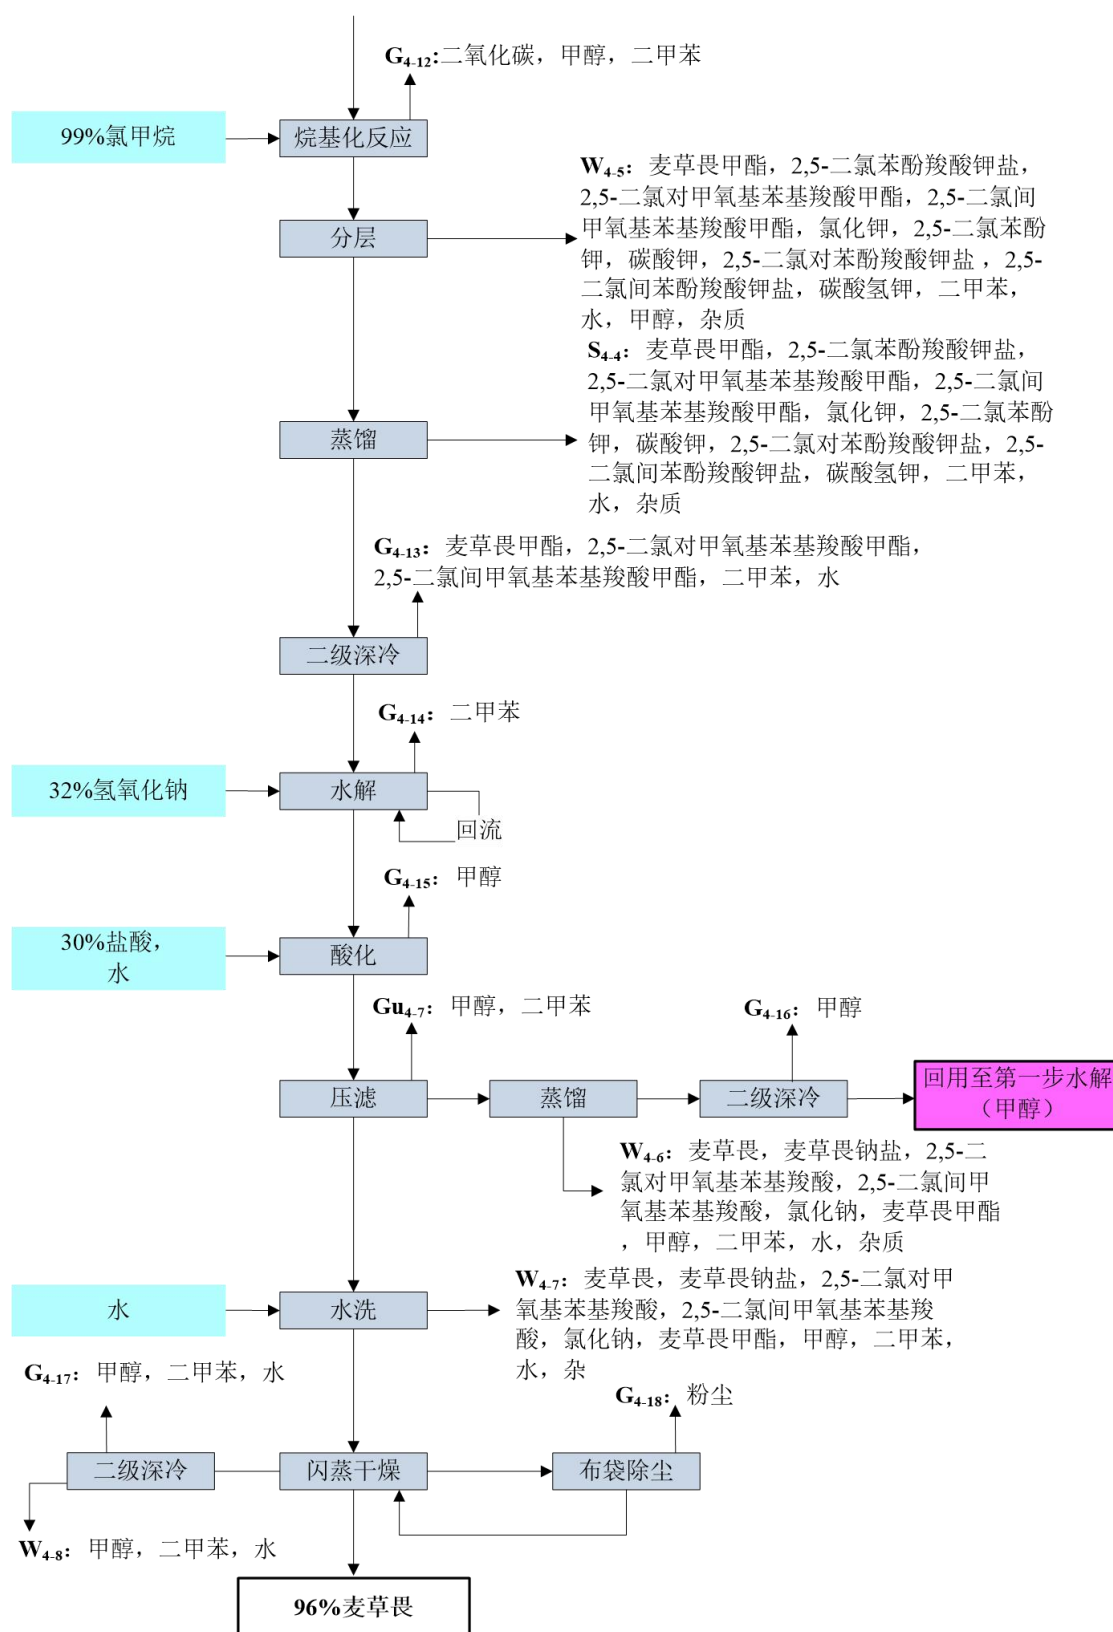 G4-12:二氧化碳，甲醇，二甲苯
99%氯甲烷
烷基化反应
W4-5：麦草畏甲酯，2,5-二氯苯酚羧酸钾盐，
2,5-二氯对甲氧基苯基羧酸甲酯，2,5-二氯间
甲氧基苯基羧酸甲酯，氯化钾，2,5-二氯苯酚
钾，碳酸钾，2,5-二氯对苯酚羧酸钾盐，2,5-
二氯间苯酚羧酸钾盐，碳酸氢钾，二甲苯，
水，甲醇，杂质
分层
S4-4：麦草畏甲酯，2,5-二氯苯酚羧酸钾盐，
2,5-二氯对甲氧基苯基羧酸甲酯，2,5-二氯间
甲氧基苯基羧酸甲酯，氯化钾，2,5-二氯苯酚
钾，碳酸钾，2,5-二氯对苯酚羧酸钾盐，2,5-
二氯间苯酚羧酸钾盐，碳酸氢钾，二甲苯，
水，杂质
蒸馏
G4-13：麦草畏甲酯，2,5-二氯对甲氧基苯基羧酸甲酯，
2,5-二氯间甲氧基苯基羧酸甲酯，二甲苯，水
二级深冷
G4-14：二甲苯
32%氢氧化钠
水解
回流
G4-15：甲醇
30%盐酸，
水
酸化
Gu4-7：甲醇，二甲苯
G4-16：甲醇
压滤
蒸馏
二级深冷
回用至第一步水解
（甲醇）
W4-6：麦草畏，麦草畏钠盐，2,5-二
氯对甲氧基苯基羧酸，2,5-二氯间甲
氧基苯基羧酸，氯化钠，麦草畏甲酯
，甲醇，二甲苯，水，杂质
水
水洗
W4-7：麦草畏，麦草畏钠盐，2,5-二氯对甲
氧基苯基羧酸，2,5-二氯间甲氧基苯基羧
酸，氯化钠，麦草畏甲酯，甲醇，二甲苯，
水，杂
G4-17：甲醇，二甲苯，水
G4-18：粉尘
二级深冷
闪蒸干燥
布袋除尘
W4-8：甲醇，二甲苯，水
96%麦草畏